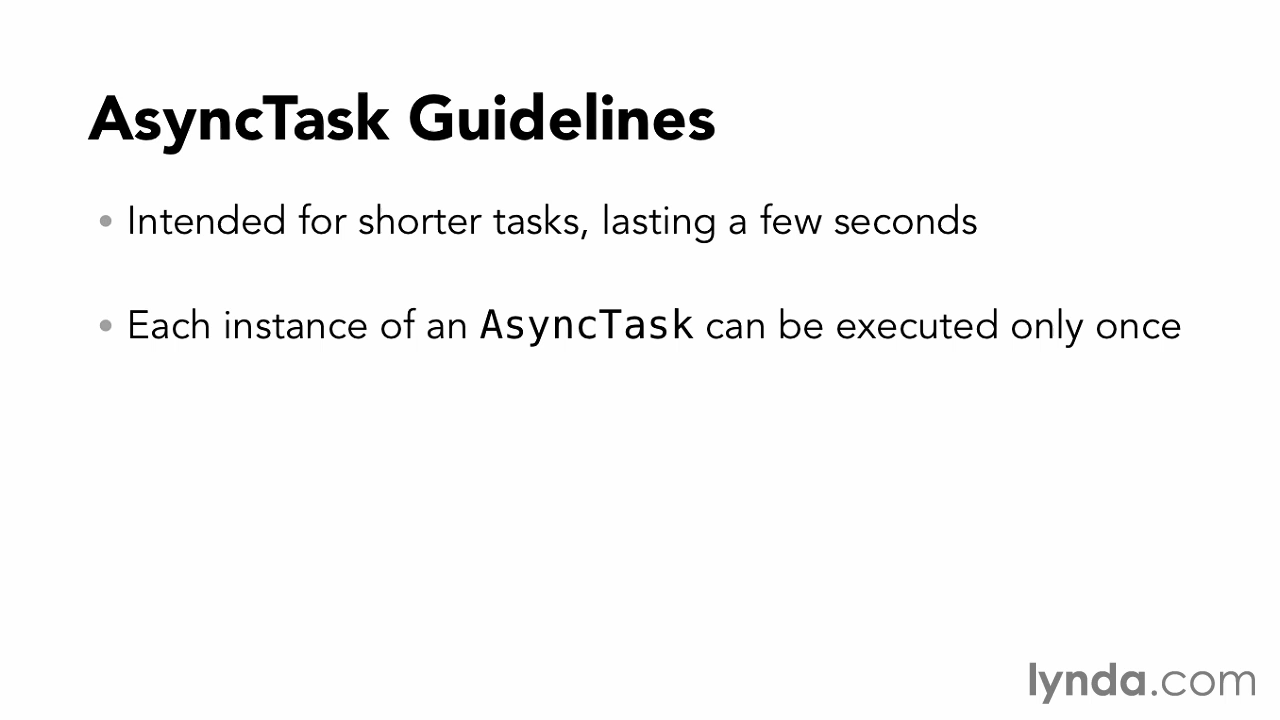 AsyncTask Guidelines
• Intended for shorter tasks, lasting a few seconds
• Each instance of an AsyncTask can be executed only once
lynda.com